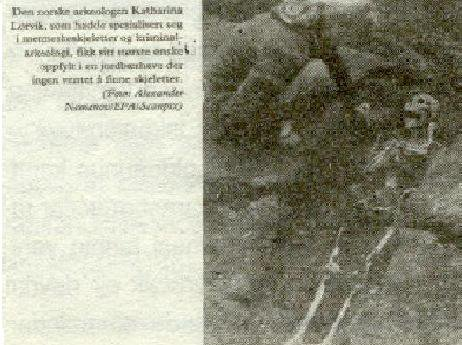 Den norske arkeologen Katharina
Lorvik, som hadde spesialisert seg
i menneskeskjeletter og kriminal-
arkeologi, fikk sitt største ønske
oppfylt i en jordbærhave der
ingen ventet å finne skjeletter.
(Foto: Alexander
Nemenov/EPA-Scanpix)